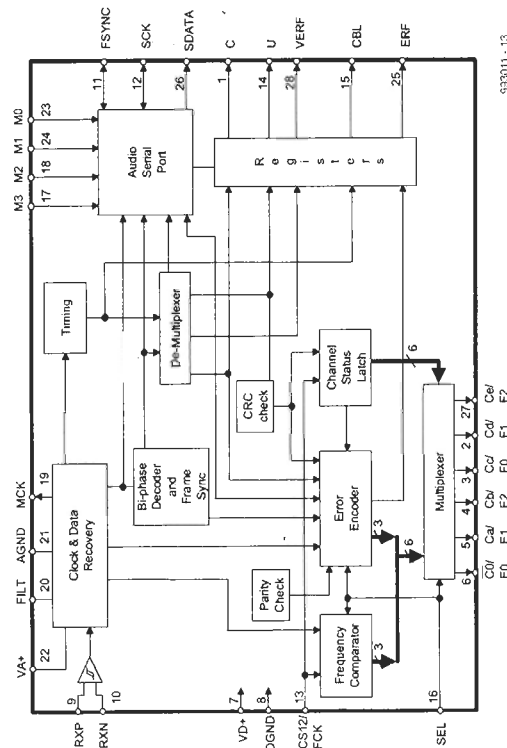 M3
M2
M1
M0
17
18
24
23
FSYNC
SCK
SDATA
C
U
VERF
CBL
ERF
11
12
26
1
14
28
15
25
Audio
Serial
Port
Registers
Timing
De-Multiplexer
CRC
check
Channel
Status
Latch
Bi-phase
Decoder
and
Frame
Sync
Error
Encoder
Multiplexer
Clock & Data
Recovery
Parity
Check
Frequency
Comparator
3
3
6
6
VA+
FILT
AGND
MCK
22
20
21
19
RXP
RXN
9
10
VD+
DGND
7
8
CS12/
FCK
13
SEL
16
C0/
E0
Ca/
E1
Cb/
E2
Cc/
F0
Cd/
F1
Ce/
F2
6
5
4
3
2
27